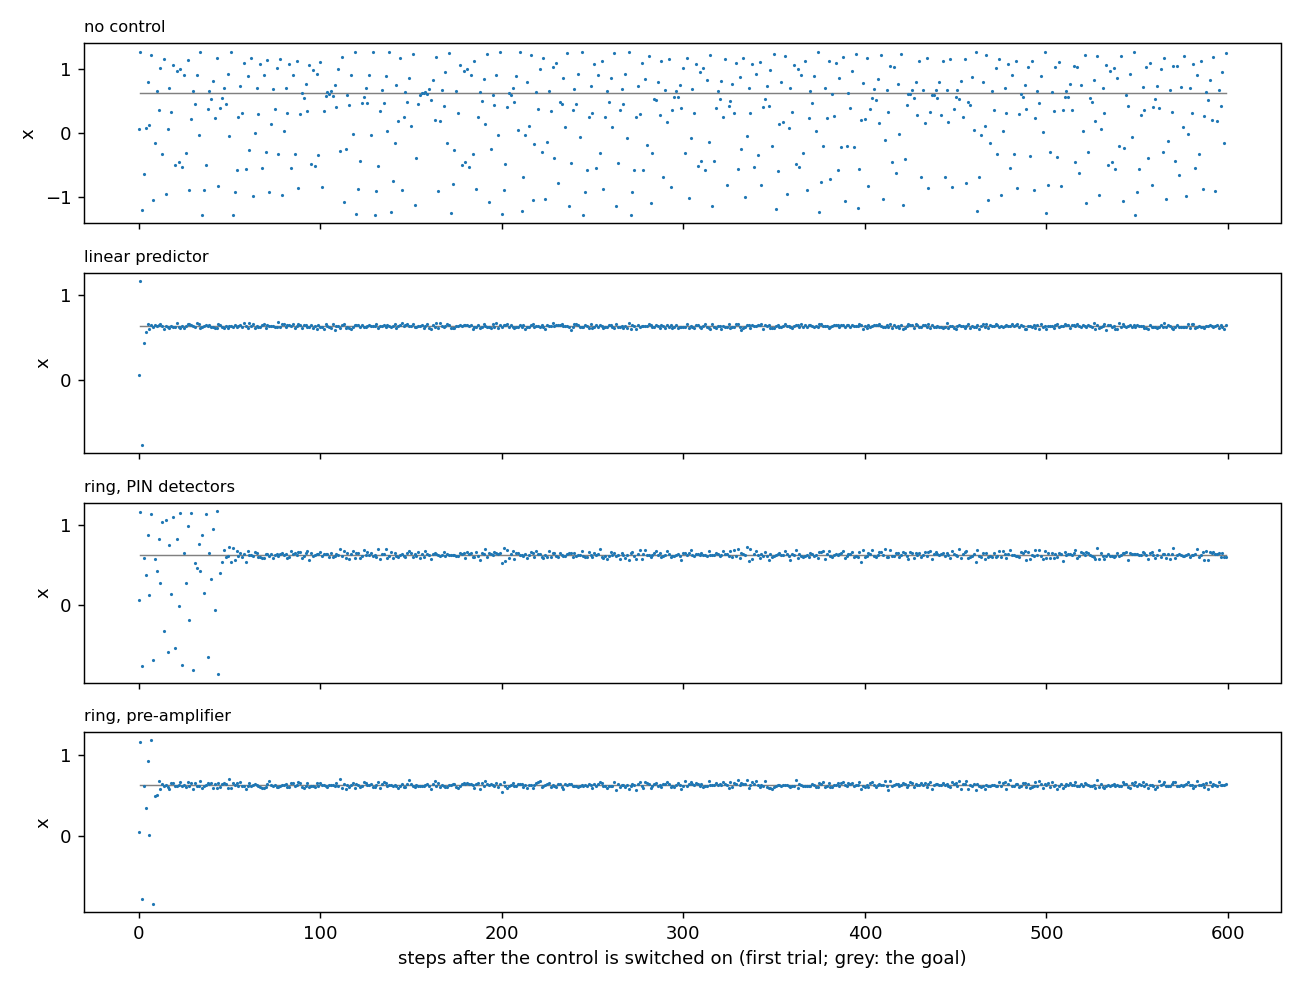 no control
1
0
−1
x
linear predictor
1
0
x
ring, PIN detectors
1
0
x
ring, pre-amplifier
1
0
x
0 100 200 300 400 500 600
steps after the control is switched on (first trial; grey: the goal)